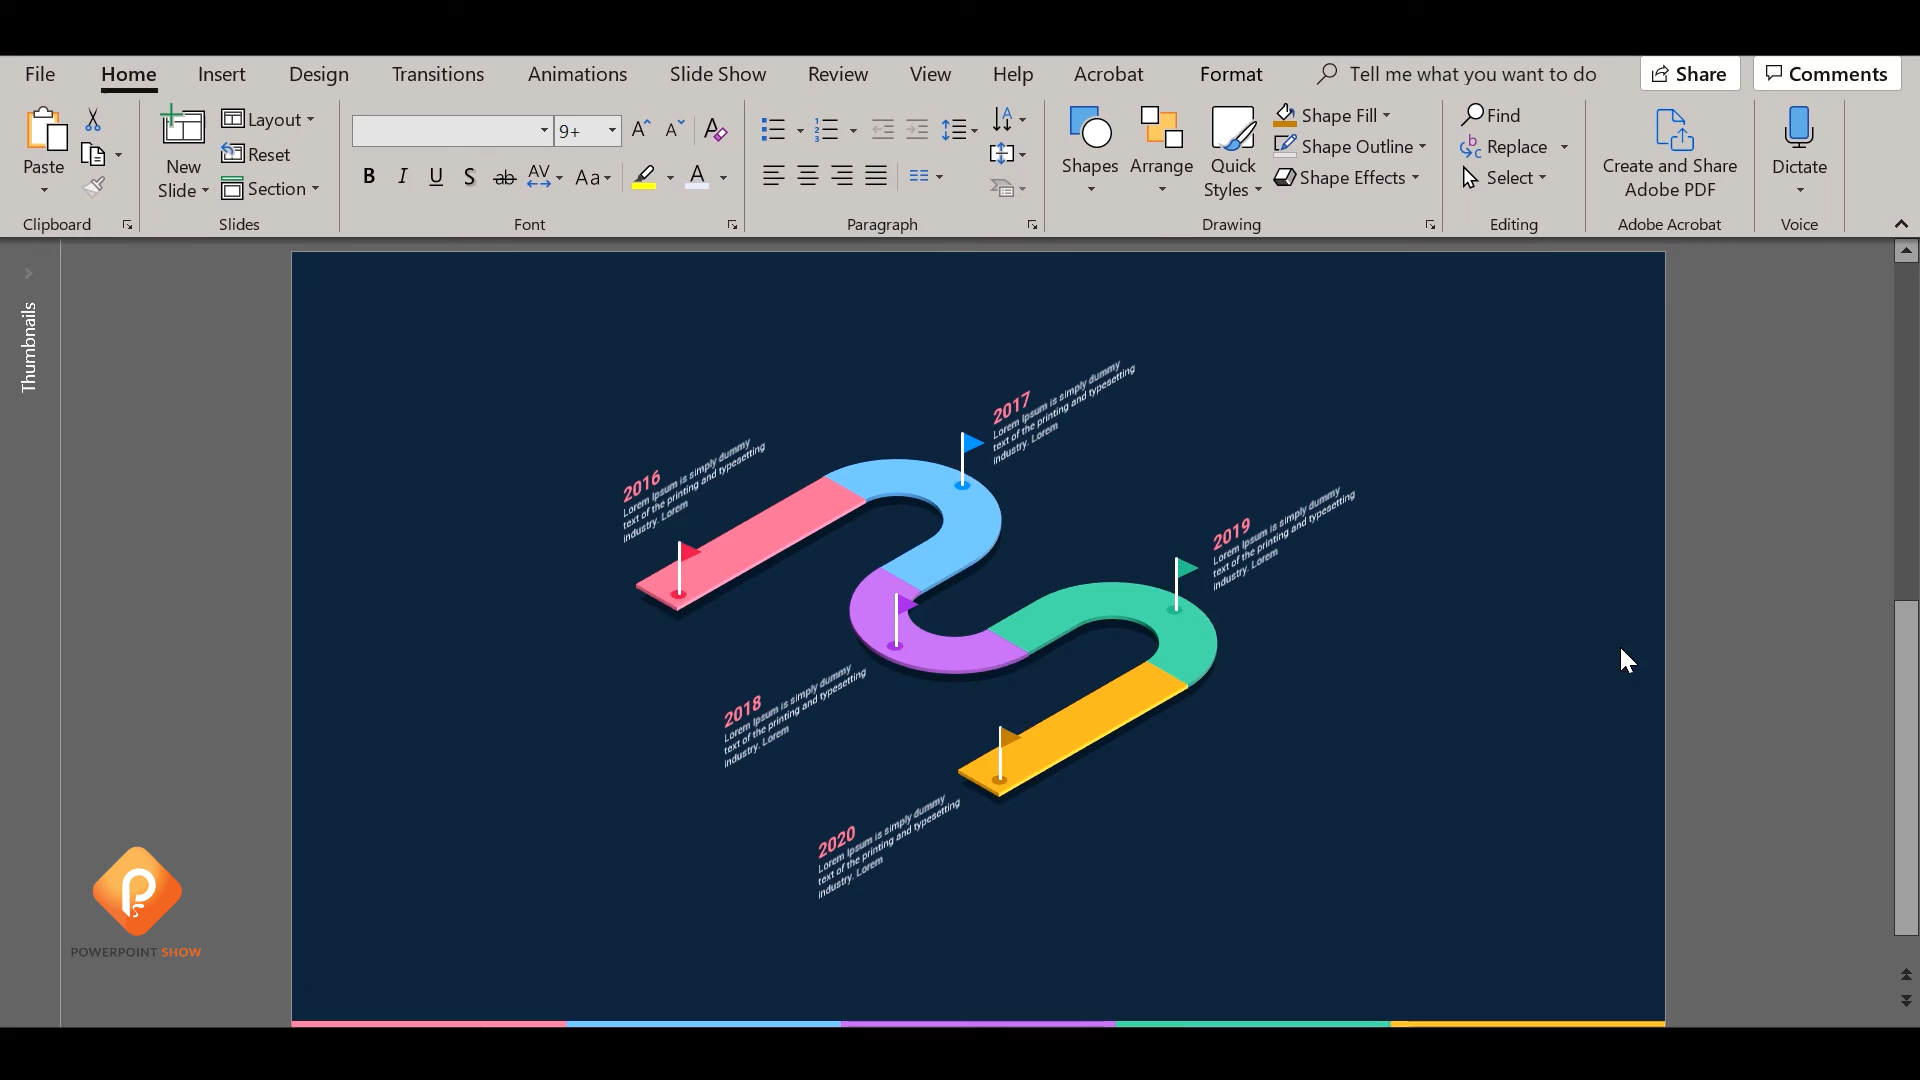 File Home Insert Design Transitions Animations Slide Show Review View Help Acrobat Format Tell me what you want to do Share Comments
Paste
Clipboard
New
Slide
Layout
Reset
Section
Slides
9+
B I U S ab AV Aa A
Font
Paragraph
Shapes
Arrange
Quick
Styles
Shape Fill
Shape Outline
Shape Effects
Drawing
Find
Replace
Select
Editing
Create and Share
Adobe PDF
Adobe Acrobat
Dictate
Voice
Thumbnails
2016
Lorem Ipsum is simply dummy
text of the printing and typesetting
industry. Lorem
2017
Lorem Ipsum is simply dummy
text of the printing and typesetting
industry. Lorem
2018
Lorem Ipsum is simply dummy
text of the printing and typesetting
industry. Lorem
2019
Lorem Ipsum is simply dummy
text of the printing and typesetting
industry. Lorem
2020
Lorem Ipsum is simply dummy
text of the printing and typesetting
industry. Lorem
POWERPOINT SHOW